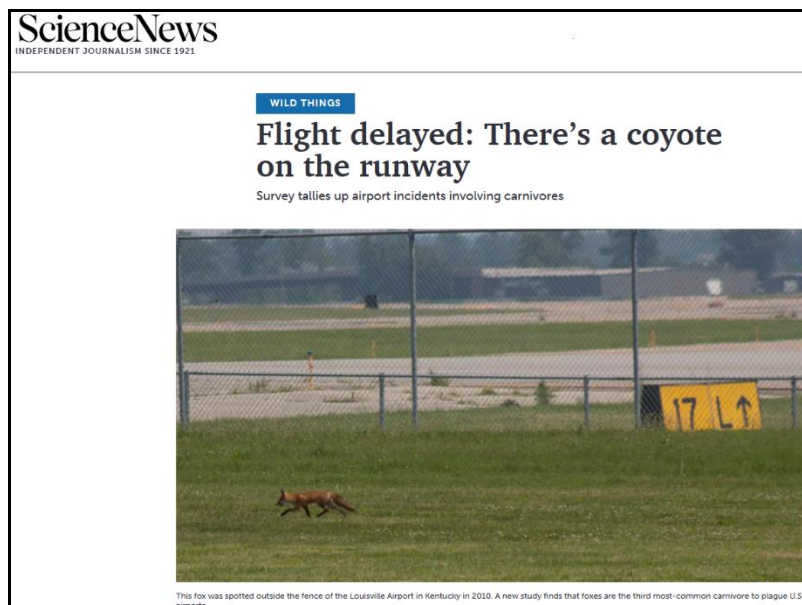 ScienceNews
INDEPENDENT JOURNALISM SINCE 1921
WILD THINGS
Flight delayed: There's a coyote
on the runway
Survey tallies up airport incidents involving carnivores
17 L↑
This fox was spotted outside the fence of the Louisville Airport in Kentucky in 2010. A new study finds that foxes are the third most-common carnivore to plague U.S
airports